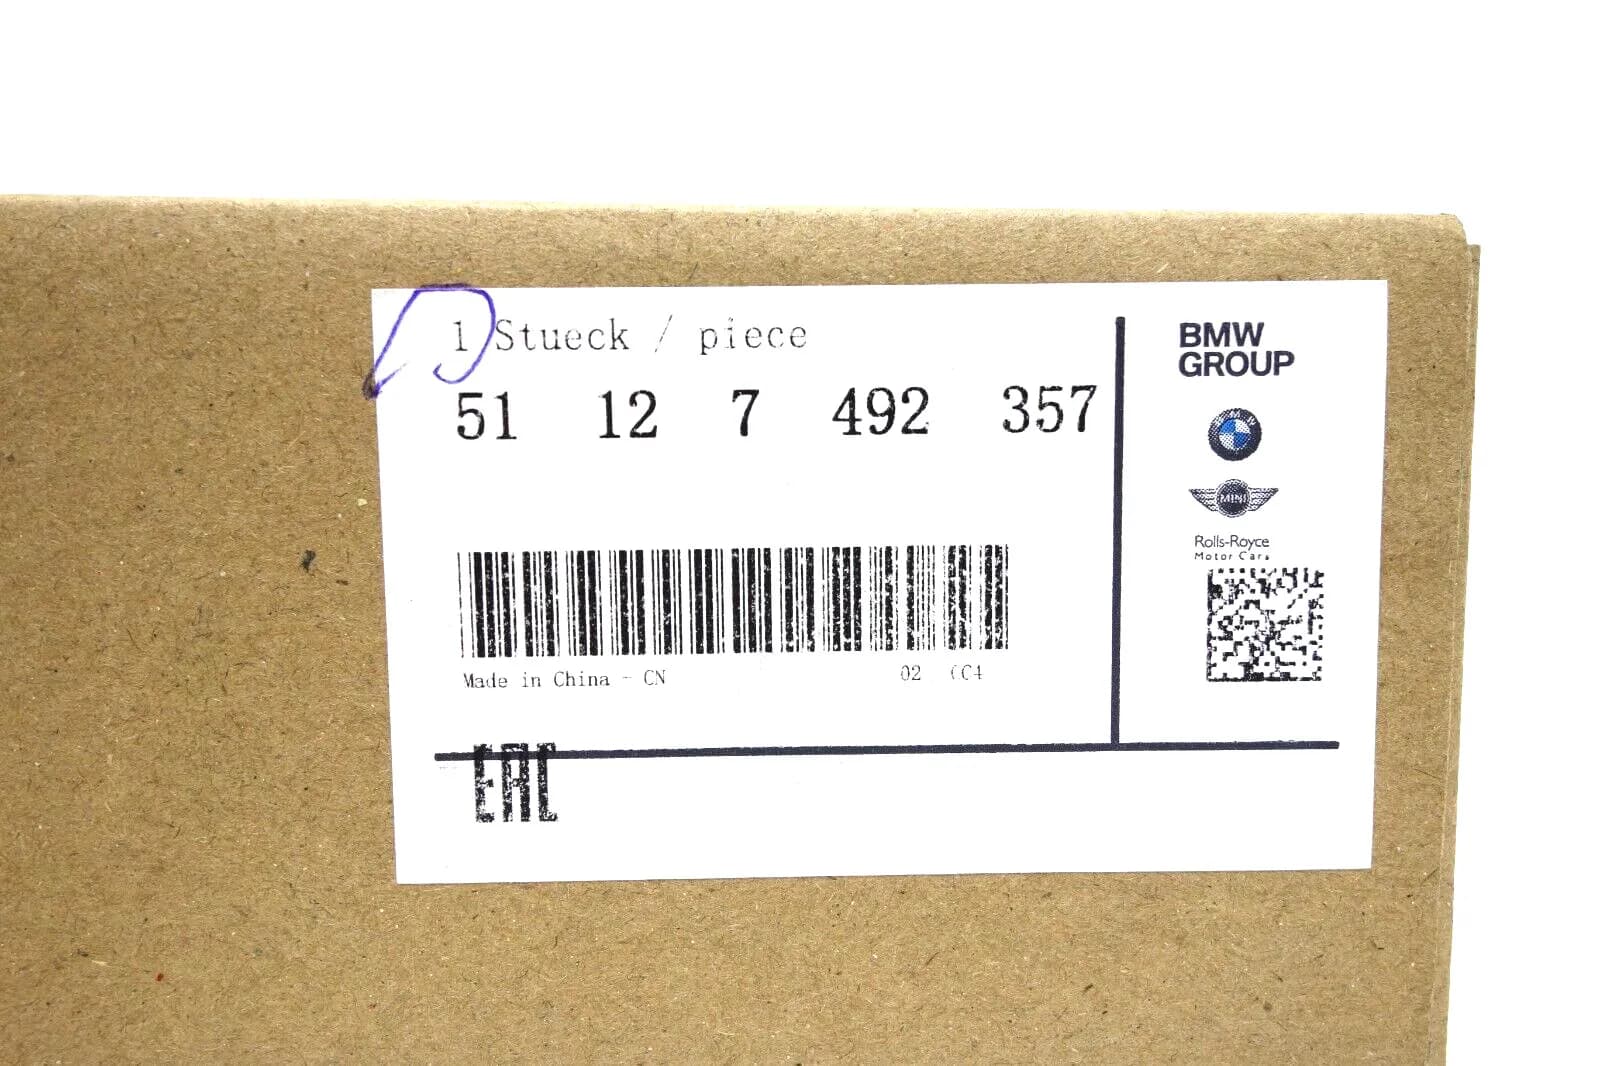 1 Stueck / piece
51 12 7 492 357
Made in China - CN
02
BMW
GROUP
BMW
MINI
Rolls-Royce
Motor Cars
EAC